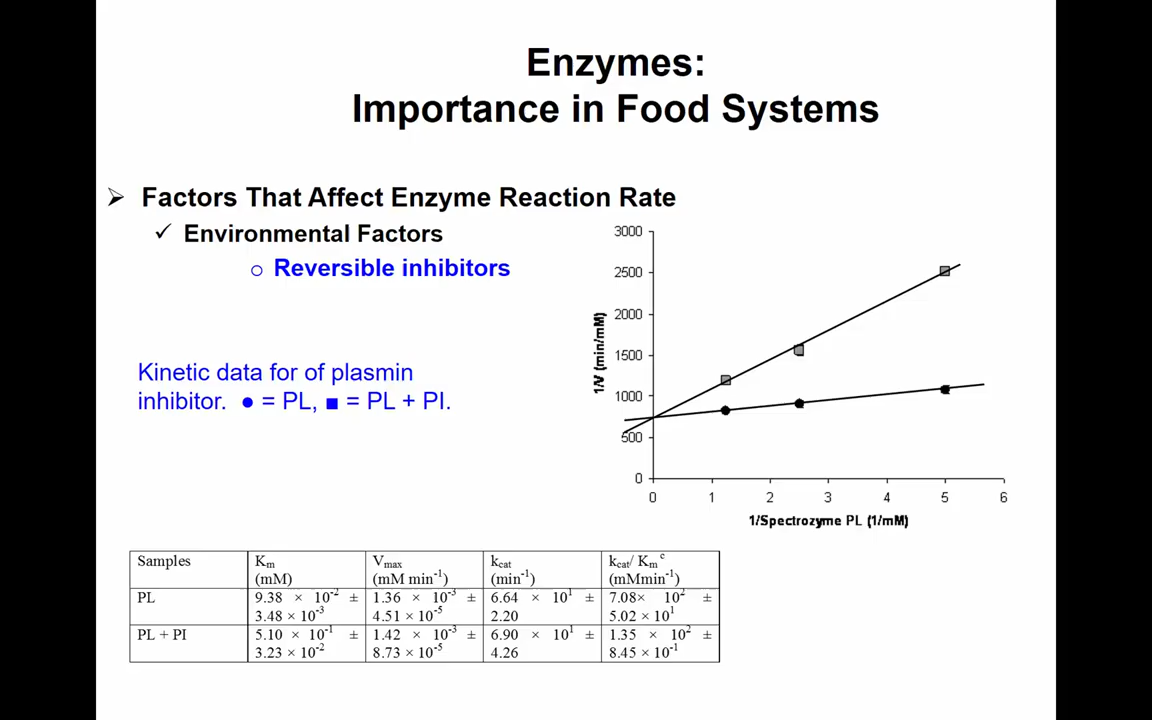 Enzymes:
Importance in Food Systems
➢ Factors That Affect Enzyme Reaction Rate
✓ Environmental Factors
o Reversible inhibitors
Kinetic data for of plasmin
inhibitor. ● = PL, ■ = PL + PI.
3000
2500
2000
1500
1000
500
0
1/V (min/mM)
0 1 2 3 4 5 6
1/Spectrozyme PL (1/mM)
Samples Km (mM) Vmax (mM min⁻¹) kcat (min⁻¹) kcat/ Km ᶜ (mMmin⁻¹)
PL 9.38 × 10⁻² ± 3.48 × 10⁻³ 1.36 × 10⁻³ ± 4.51 × 10⁻⁵ 6.64 × 10¹ ± 2.20 7.08× 10² ± 5.02 × 10¹
PL + PI 5.10 × 10⁻¹ ± 3.23 × 10⁻² 1.42 × 10⁻³ ± 8.73 × 10⁻⁵ 6.90 × 10¹ ± 4.26 1.35 × 10² ± 8.45 × 10⁻¹